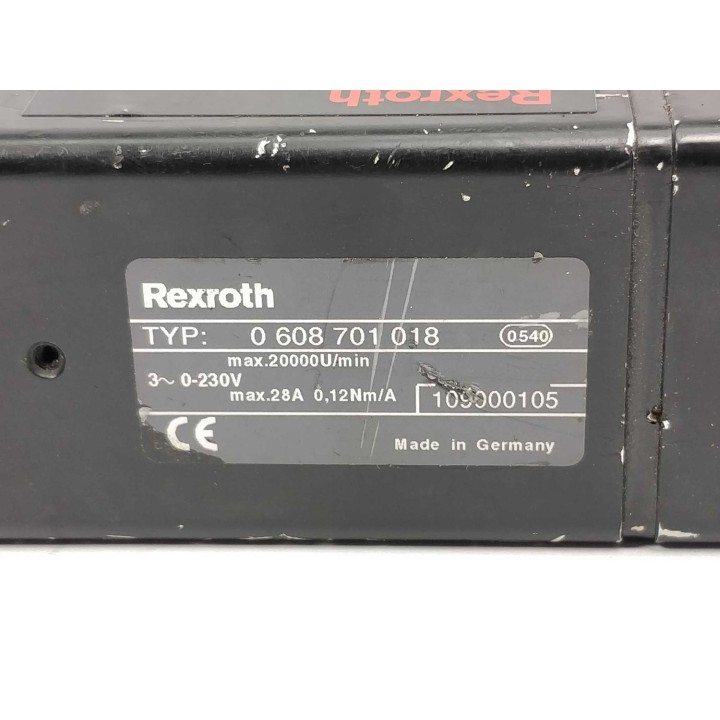 Rexroth
Rexroth
TYP: 0 608 701 018 0540
max.20000U/min
3~ 0-230V
max.28A 0,12Nm/A
109000105
CE
Made in Germany